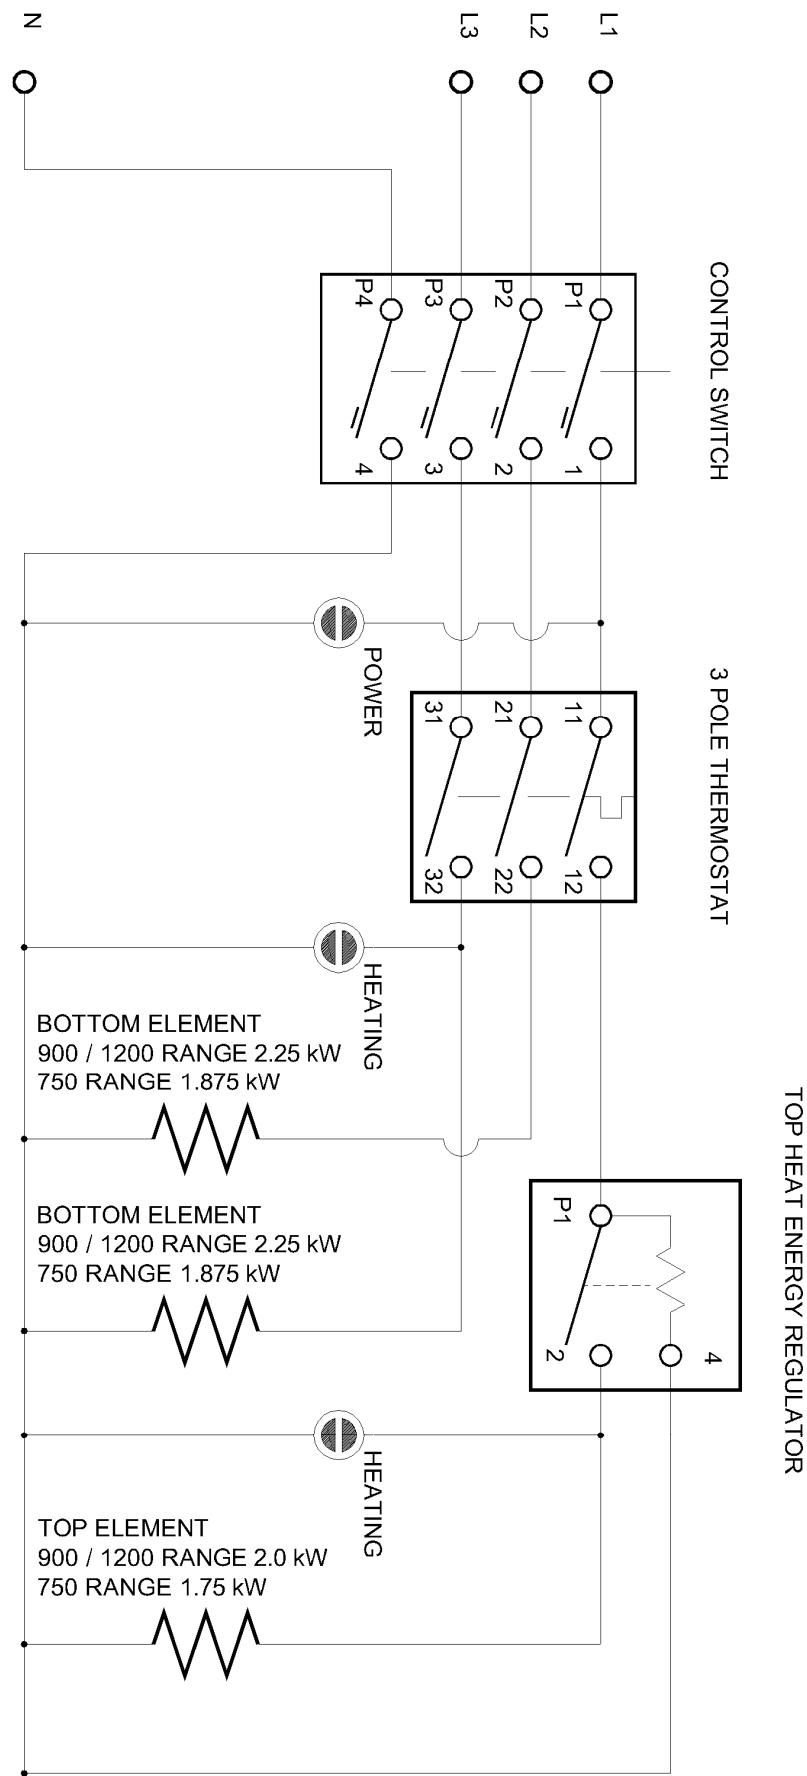 N
L3
L2
L1
CONTROL SWITCH
P4
P3
P2
P1
4
3
2
1
POWER
3 POLE THERMOSTAT
31
21
11
32
22
12
HEATING
BOTTOM ELEMENT
900 / 1200 RANGE 2.25 kW
750 RANGE 1.875 kW
TOP HEAT ENERGY REGULATOR
P1
2
4
BOTTOM ELEMENT
900 / 1200 RANGE 2.25 kW
750 RANGE 1.875 kW
HEATING
TOP ELEMENT
900 / 1200 RANGE 2.0 kW
750 RANGE 1.75 kW